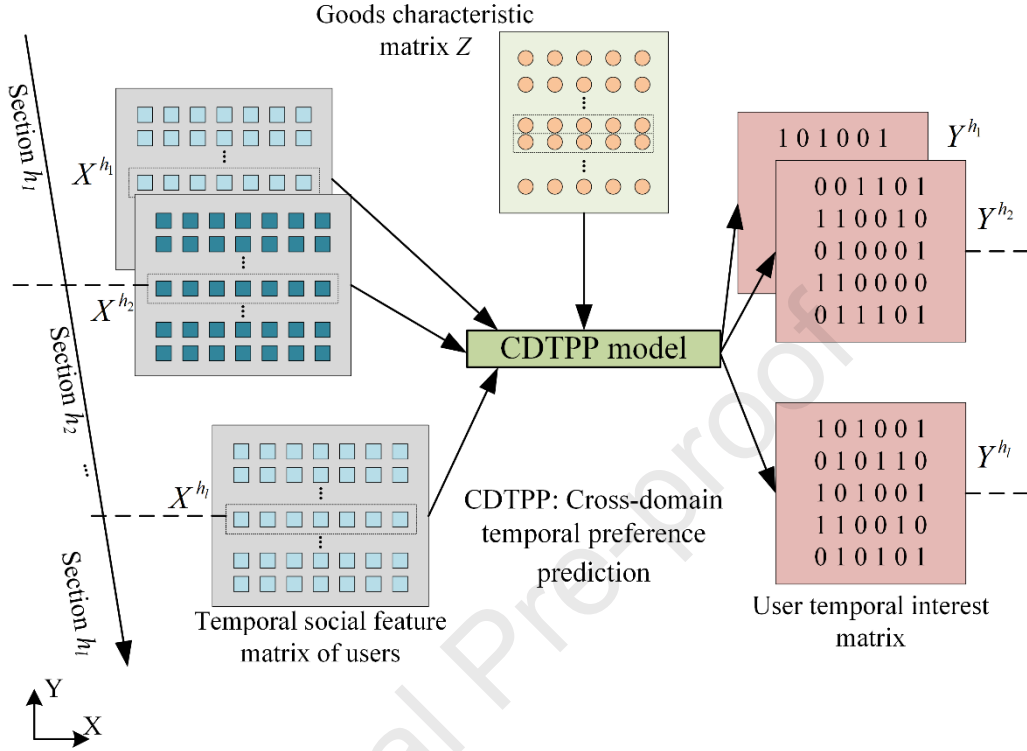 Goods characteristic
matrix Z
Section h₁
X^{h₁}
1 0 1 0 0 1
Y^{h₁}
0 0 1 1 0 1
1 1 0 0 1 0
0 1 0 0 0 1
1 1 0 0 0 0
0 1 1 1 0 1
Y^{h₂}
X^{h₂}
CDTPP model
Section h₂
...
X^{h_l}
CDTPP: Cross-domain
temporal preference
prediction
1 0 1 0 0 1
0 1 0 1 1 0
1 0 1 0 0 1
1 1 0 0 1 0
0 1 0 1 0 1
Y^{h_l}
Section h_l
Temporal social feature
matrix of users
User temporal interest
matrix
Y
X
al Pre-proof